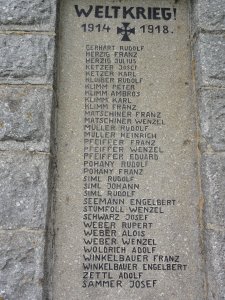 WELTKRIEG!
1914 1918.
GERHART RUDOLF
HERZIG FRANZ
HERZIG JULIUS
KETZER JOSEF
KETZER KARL
KLOIBER RUDOLF
KLIMM PETER
KLIMM AMBROS
KLIMM KARL
KLIMM FRANZ
MATSCHINER FRANZ
MATSCHINER WENZEL
MÜLLER RUDOLF
MÜLLER HEINRICH
PFEIFFER FRANZ
PFEIFFER WENZEL
PFEIFFER EDUARD
POHANY RUDOLF
POHANY FRANZ
SIML RUDOLF
SIML JOHANN
SIML RUDOLF
SEEMANN ENGELBERT
STUMFOLL WENZEL
SCHWARZ JOSEF
WEBER RUPERT
WEBER ALOIS
WEBER WENZEL
WOLDRICH ADOLF
WINKELBAUER FRANZ
WINKELBAUER ENGELBERT
ZETTL ADOLF
SAMMER JOSEF